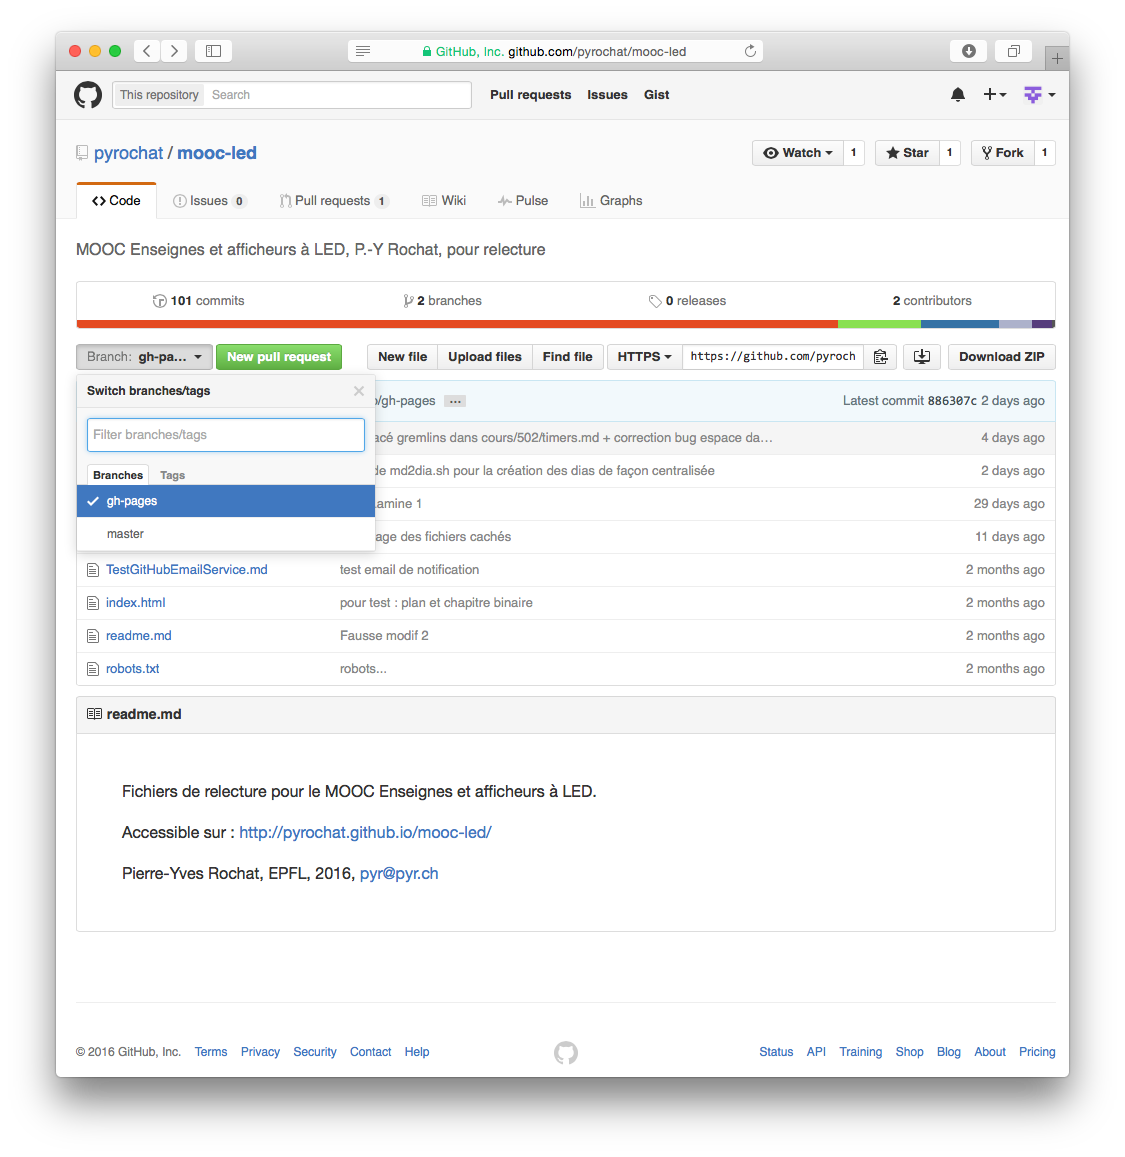 GitHub, Inc. github.com/pyrochat/mooc-led
This repository Search Pull requests Issues Gist
pyrochat / mooc-led Watch 1 Star 1 Fork 1
Code Issues 0 Pull requests 1 Wiki Pulse Graphs
MOOC Enseignes et afficheurs à LED, P.-Y Rochat, pour relecture
101 commits 2 branches 0 releases 2 contributors
Branch: gh-pa... New pull request New file Upload files Find file HTTPS https://github.com/pyroch Download ZIP
Switch branches/tags
/gh-pages ... Latest commit 886307c 2 days ago
Filter branches/tags
acé gremlins dans cours/502/timers.md + correction bug espace da… 4 days ago
de md2dia.sh pour la création des dias de façon centralisée 2 days ago
Branches Tags
gh-pages
amine 1 29 days ago
master
age des fichiers cachés 11 days ago
TestGitHubEmailService.md test email de notification 2 months ago
index.html pour test : plan et chapitre binaire 2 months ago
readme.md Fausse modif 2 2 months ago
robots.txt robots... 2 months ago
readme.md
Fichiers de relecture pour le MOOC Enseignes et afficheurs à LED.
Accessible sur : http://pyrochat.github.io/mooc-led/
Pierre-Yves Rochat, EPFL, 2016, pyr@pyr.ch
© 2016 GitHub, Inc. Terms Privacy Security Contact Help Status API Training Shop Blog About Pricing